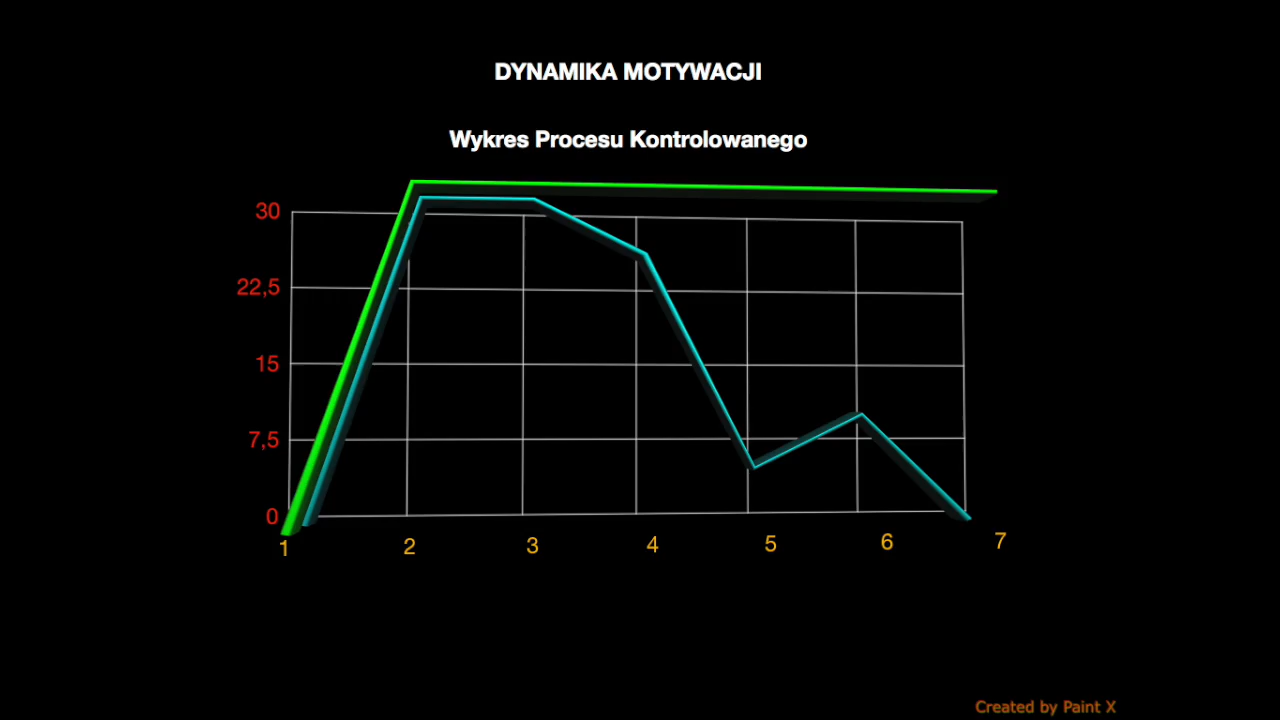 DYNAMIKA MOTYWACJI
Wykres Procesu Kontrolowanego
30
22,5
15
7,5
0
1 2 3 4 5 6 7
Created by Paint X